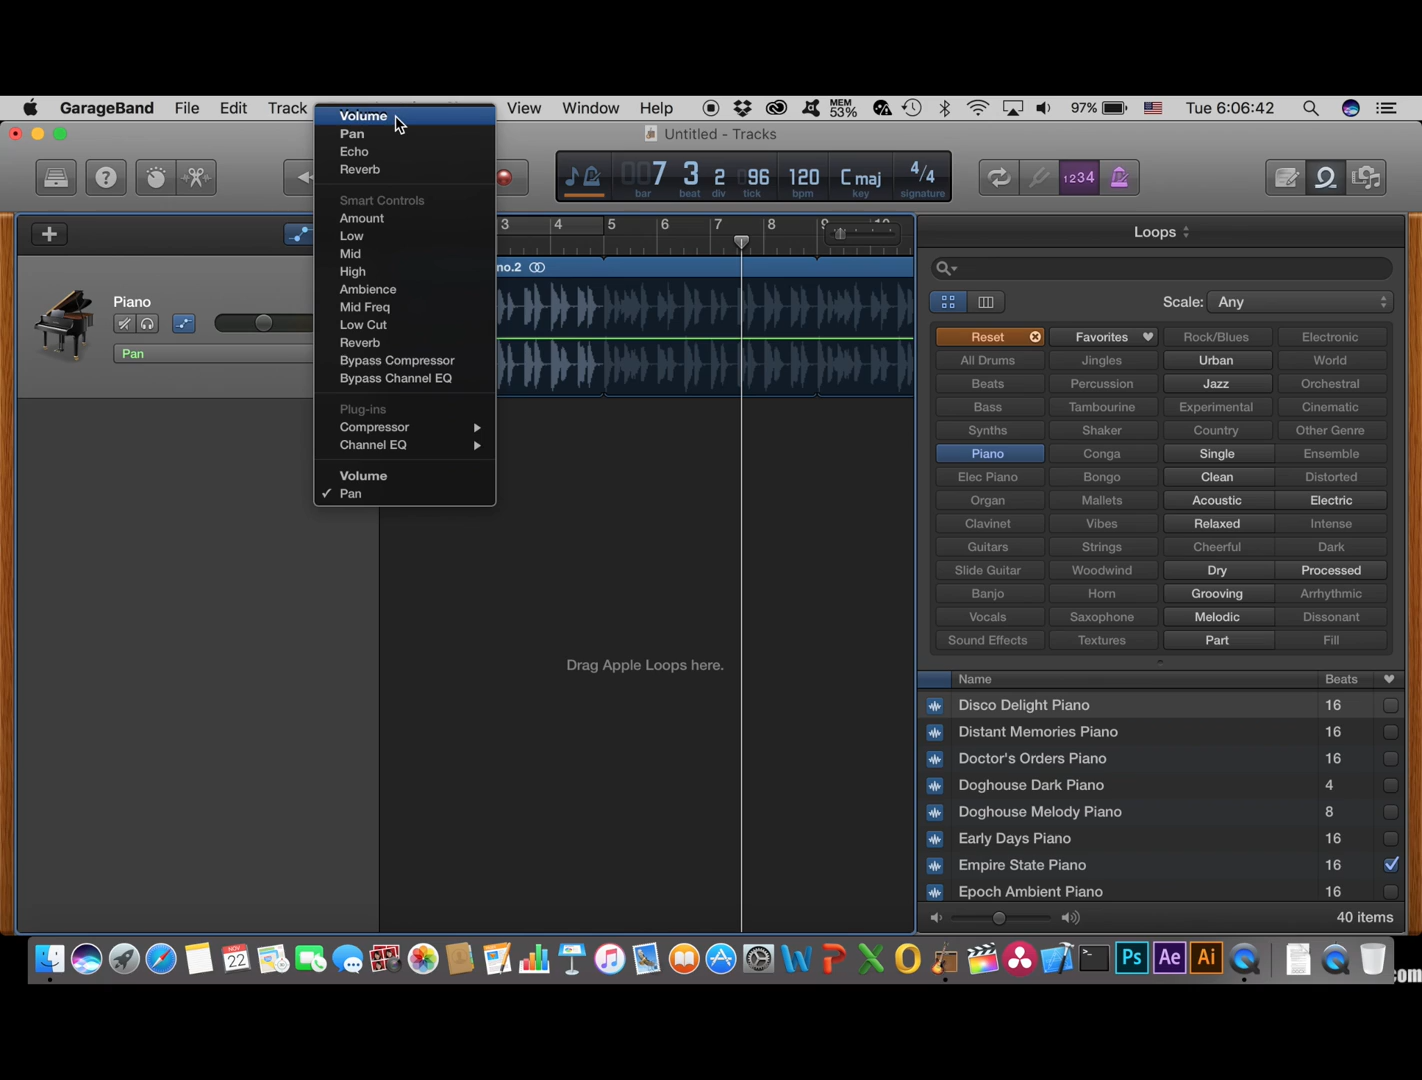 GarageBand File Edit Track View Window Help MEM 53% 97% Tue 6:06:42
Untitled - Tracks
007 3 2 096 120 C maj 4/4
bar beat div tick bpm key signature
1234
3 4 5 6 7 8 9 10
Loops
no.2
Piano
Pan
Volume
Pan
Echo
Reverb
Smart Controls
Amount
Low
Mid
High
Ambience
Mid Freq
Low Cut
Reverb
Bypass Compressor
Bypass Channel EQ
Plug-ins
Compressor
Channel EQ
Volume
✓ Pan
Drag Apple Loops here.
Scale: Any
Reset Favorites Rock/Blues Electronic
All Drums Jingles Urban World
Beats Percussion Jazz Orchestral
Bass Tambourine Experimental Cinematic
Synths Shaker Country Other Genre
Piano Conga Single Ensemble
Elec Piano Bongo Clean Distorted
Organ Mallets Acoustic Electric
Clavinet Vibes Relaxed Intense
Guitars Strings Cheerful Dark
Slide Guitar Woodwind Dry Processed
Banjo Horn Grooving Arrhythmic
Vocals Saxophone Melodic Dissonant
Sound Effects Textures Part Fill
Name Beats
Disco Delight Piano 16
Distant Memories Piano 16
Doctor's Orders Piano 16
Doghouse Dark Piano 4
Doghouse Melody Piano 8
Early Days Piano 16
Empire State Piano 16
Epoch Ambient Piano 16
40 items
NOV 22
Ps Ae Ai
com